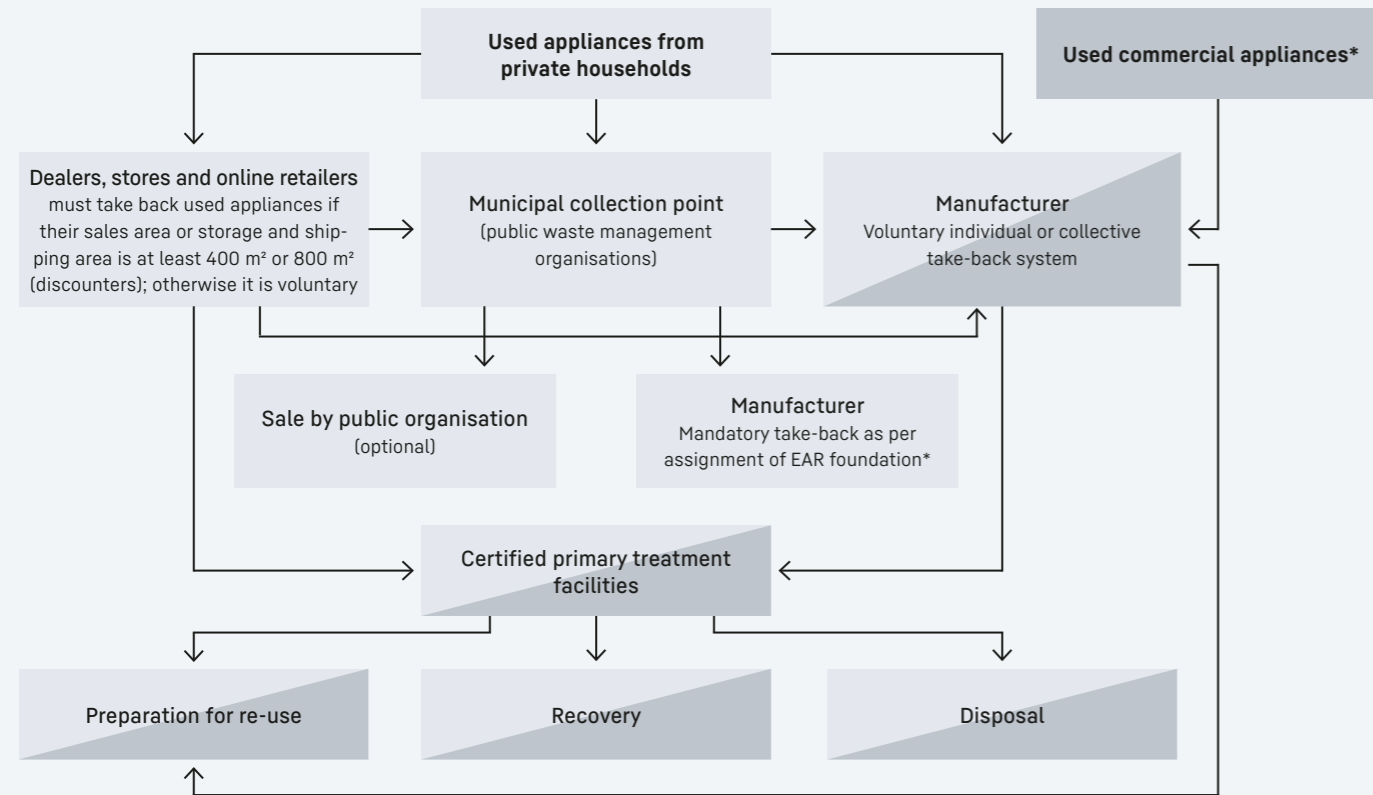 Used appliances from
private households
Used commercial appliances*
Dealers, stores and online retailers
must take back used appliances if
their sales area or storage and ship-
ping area is at least 400 m² or 800 m²
(discounters); otherwise it is voluntary
Municipal collection point
(public waste management
organisations)
Manufacturer
Voluntary individual or collective
take-back system
Sale by public organisation
(optional)
Manufacturer
Mandatory take-back as per
assignment of EAR foundation*
Certified primary treatment
facilities
Preparation for re-use
Recovery
Disposal